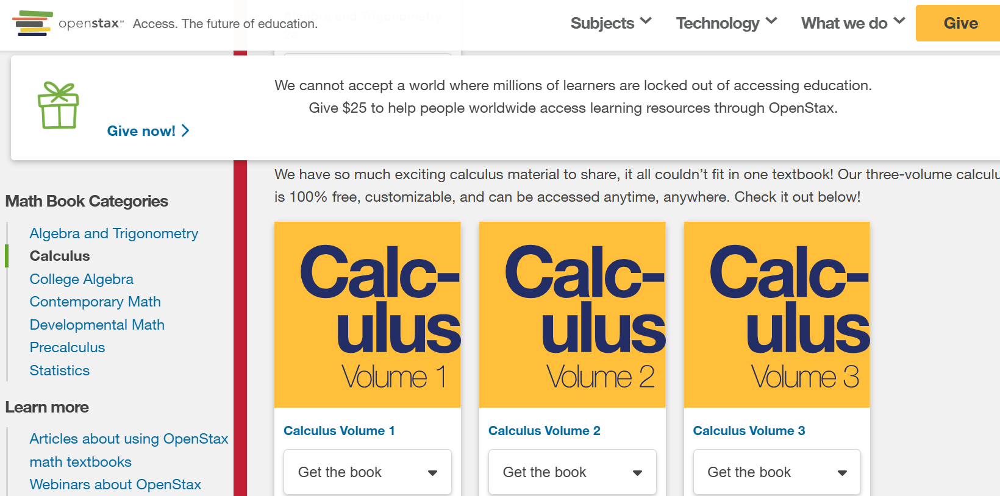 openstax™ Access. The future of education.
Subjects
Technology
What we do
Give
We cannot accept a world where millions of learners are locked out of accessing education.
Give $25 to help people worldwide access learning resources through OpenStax.
Give now!
Math Book Categories
Algebra and Trigonometry
Calculus
College Algebra
Contemporary Math
Developmental Math
Precalculus
Statistics
Learn more
Articles about using OpenStax
math textbooks
Webinars about OpenStax
We have so much exciting calculus material to share, it all couldn’t fit in one textbook! Our three-volume calculu
is 100% free, customizable, and can be accessed anytime, anywhere. Check it out below!
Calc-
ulus
Volume 1
Calculus Volume 1
Get the book
Calc-
ulus
Volume 2
Calculus Volume 2
Get the book
Calc-
ulus
Volume 3
Calculus Volume 3
Get the book